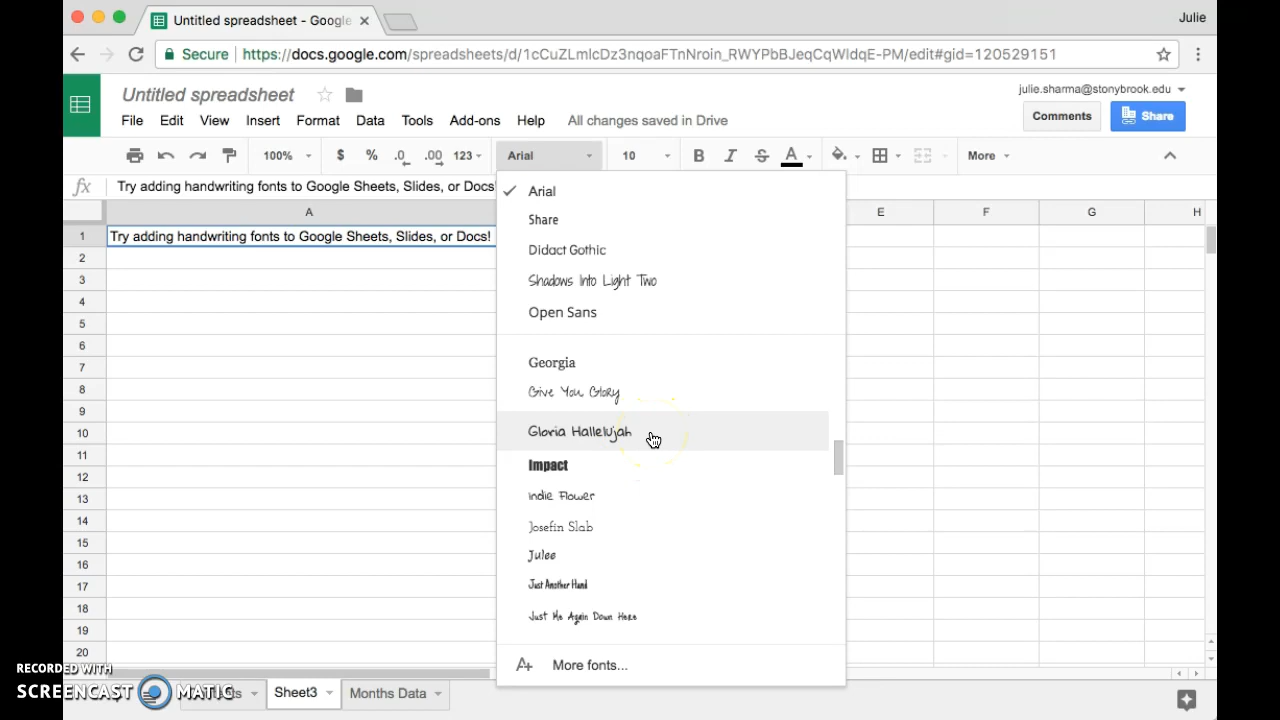 Untitled spreadsheet - Google
Julie
Secure https://docs.google.com/spreadsheets/d/1cCuZLmlcDz3nqoaFTnNroin_RWYPbBJeqCqWldqE-PM/edit#gid=120529151
Untitled spreadsheet
julie.sharma@stonybrook.edu
File Edit View Insert Format Data Tools Add-ons Help All changes saved in Drive
Comments Share
100% $ % .0 .00 123 Arial 10 B I S A More
fx Try adding handwriting fonts to Google Sheets, Slides, or Docs!
A E F G H
1 Try adding handwriting fonts to Google Sheets, Slides, or Docs!
2
3
4
5
6
7
8
9
10
11
12
13
14
15
16
17
18
19
20
Arial
Share
Didact Gothic
Shadows Into Light Two
Open Sans
Georgia
Give You Glory
Gloria Hallelujah
Impact
Indie Flower
Josefin Slab
Julee
Just Another Hand
Just Me Again Down Here
More fonts...
RECORDED WITH
SCREENCAST MATIC
Sheet3 Months Data